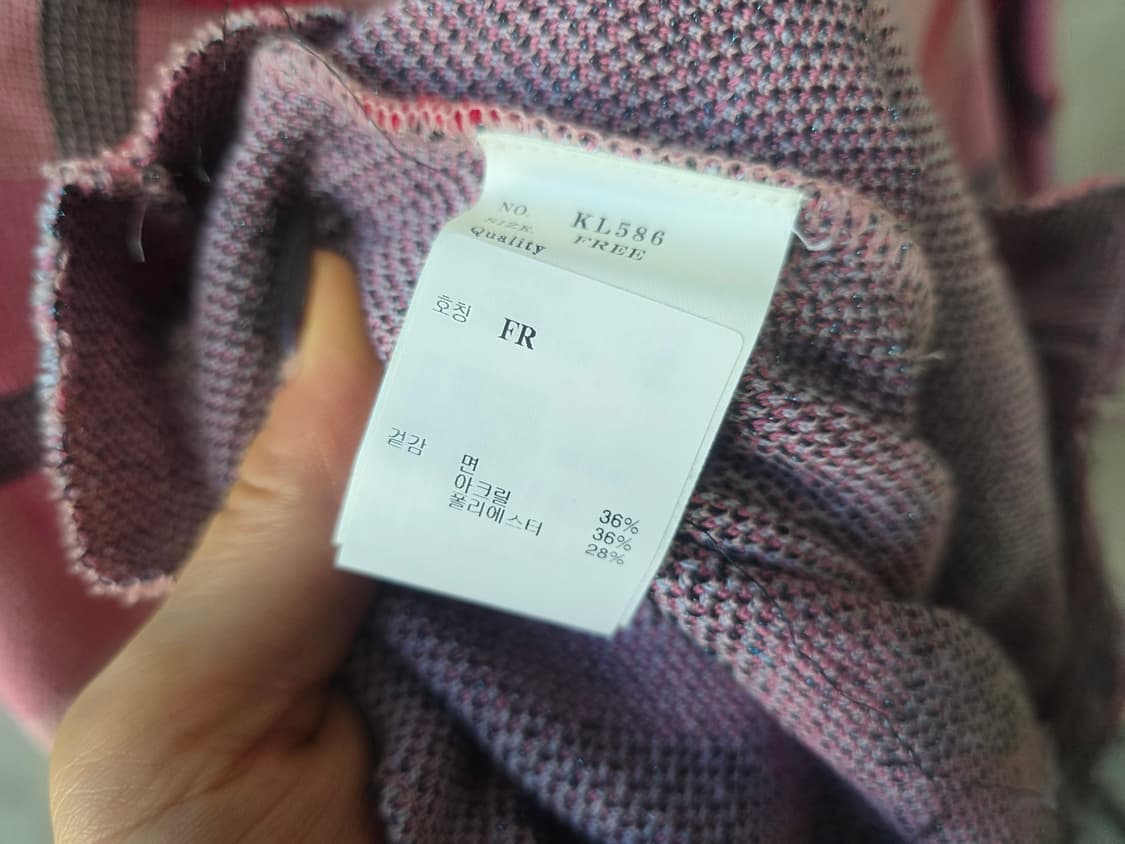 NO. KL586
SIZE. FREE
Quality
호칭 FR
겉감 면 36%
아크릴 36%
폴리에스터 28%